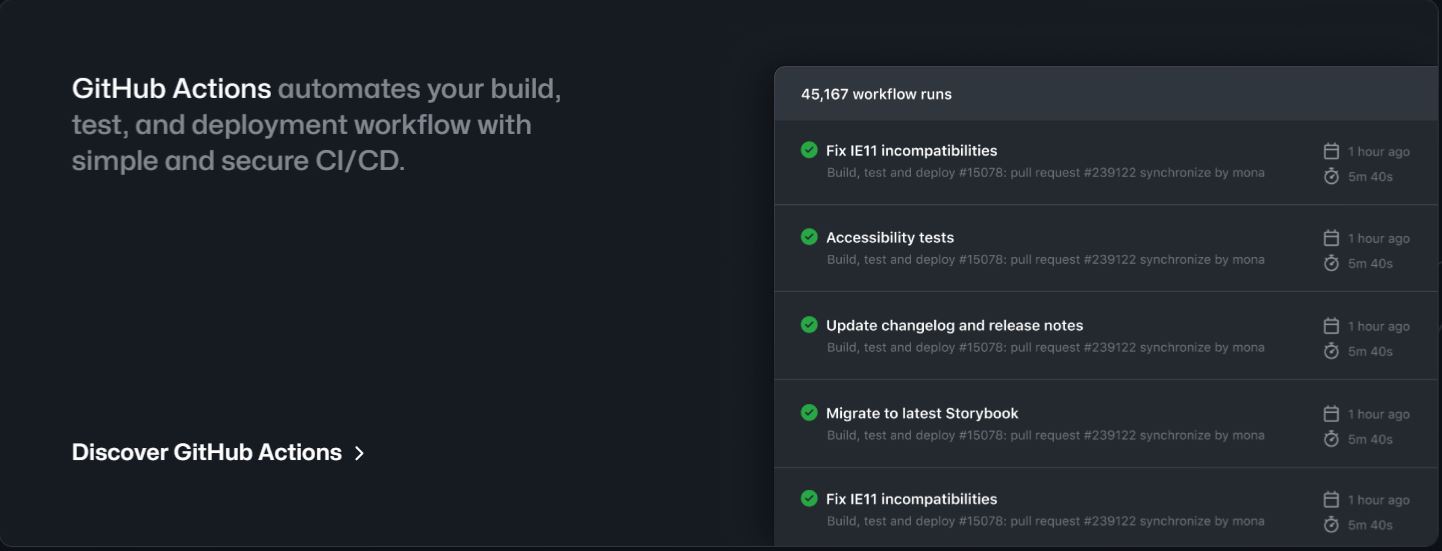 GitHub Actions automates your build,
test, and deployment workflow with
simple and secure CI/CD.
Discover GitHub Actions
45,167 workflow runs
Fix IE11 incompatibilities
1 hour ago
Build, test and deploy #15078: pull request #239122 synchronize by mona
5m 40s
Accessibility tests
1 hour ago
Build, test and deploy #15078: pull request #239122 synchronize by mona
5m 40s
Update changelog and release notes
1 hour ago
Build, test and deploy #15078: pull request #239122 synchronize by mona
5m 40s
Migrate to latest Storybook
1 hour ago
Build, test and deploy #15078: pull request #239122 synchronize by mona
5m 40s
Fix IE11 incompatibilities
1 hour ago
Build, test and deploy #15078: pull request #239122 synchronize by mona
5m 40s